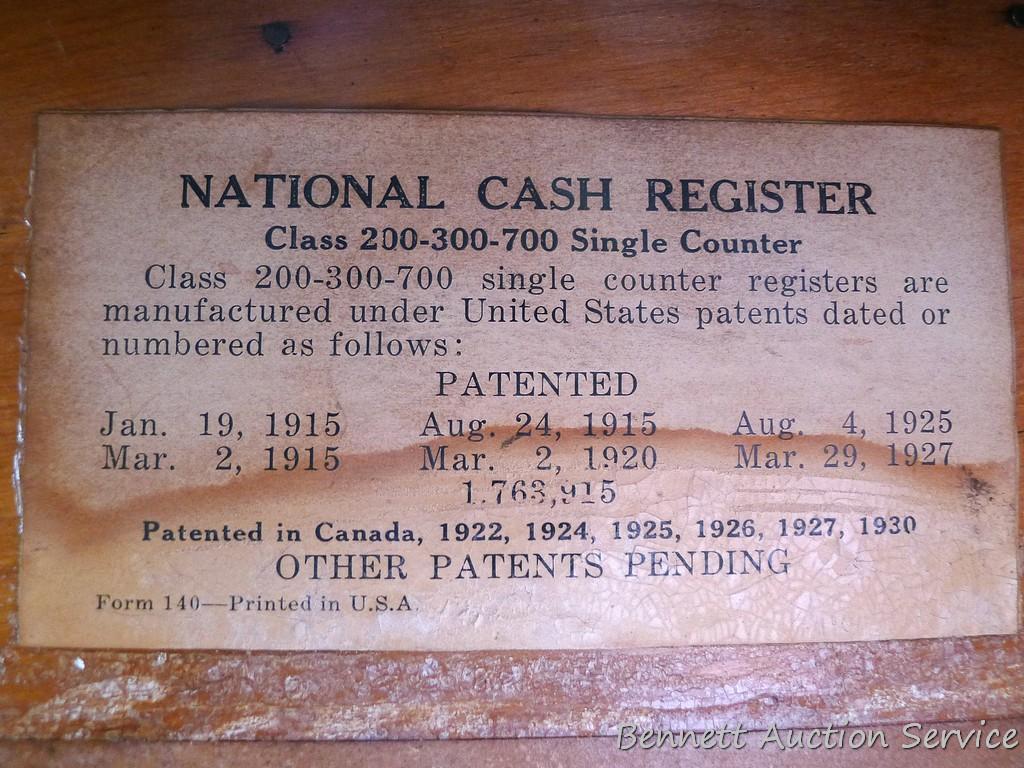 NATIONAL CASH REGISTER
Class 200-300-700 Single Counter
Class 200-300-700 single counter registers are
manufactured under United States patents dated or
numbered as follows:
PATENTED
Jan. 19, 1915 Aug. 24, 1915 Aug. 4, 1925
Mar. 2, 1915 Mar. 2, 1920 Mar. 29, 1927
1,763,915
Patented in Canada, 1922, 1924, 1925, 1926, 1927, 1930
OTHER PATENTS PENDING
Form 140—Printed in U.S.A.
Bennett Auction Service